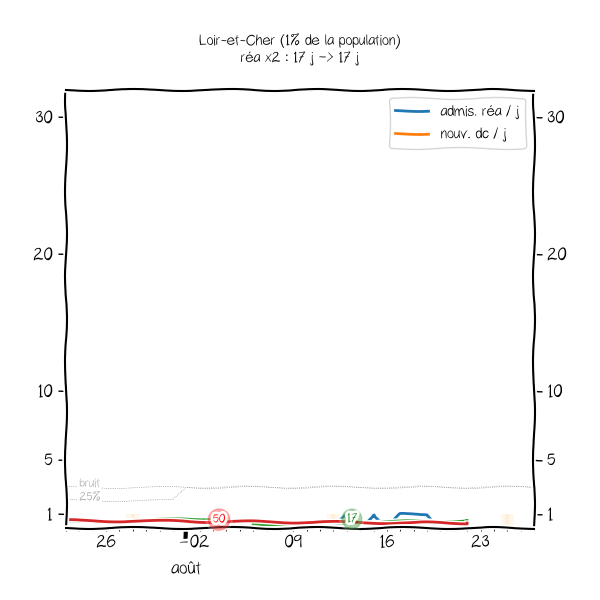 Loir-et-Cher (1% de la population)
réa x2 : 17 j -> 17 j
admis. réa / j
nouv. dc / j
30 30
20 20
10 10
5 5
bruit
25%
1 50 17 1
26 02 09 16 23
août